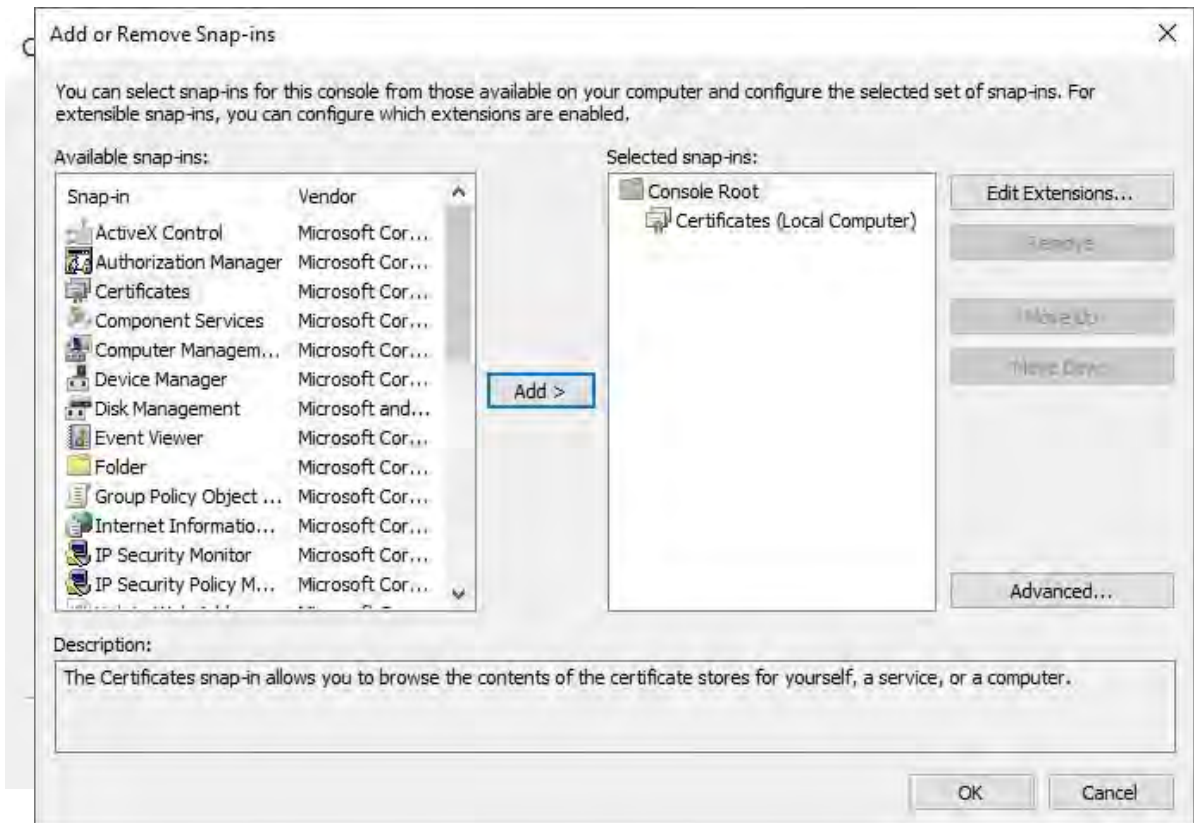 Add or Remove Snap-ins
You can select snap-ins for this console from those available on your computer and configure the selected set of snap-ins. For
extensible snap-ins, you can configure which extensions are enabled.
Available snap-ins:
Snap-in Vendor
ActiveX Control Microsoft Cor...
Authorization Manager Microsoft Cor...
Certificates Microsoft Cor...
Component Services Microsoft Cor...
Computer Managem... Microsoft Cor...
Device Manager Microsoft Cor...
Disk Management Microsoft and...
Event Viewer Microsoft Cor...
Folder Microsoft Cor...
Group Policy Object ... Microsoft Cor...
Internet Informatio... Microsoft Cor...
IP Security Monitor Microsoft Cor...
IP Security Policy M... Microsoft Cor...
Add >
Selected snap-ins:
Console Root
Certificates (Local Computer)
Edit Extensions...
Remove
Move Up
Move Down
Advanced...
Description:
The Certificates snap-in allows you to browse the contents of the certificate stores for yourself, a service, or a computer.
OK Cancel